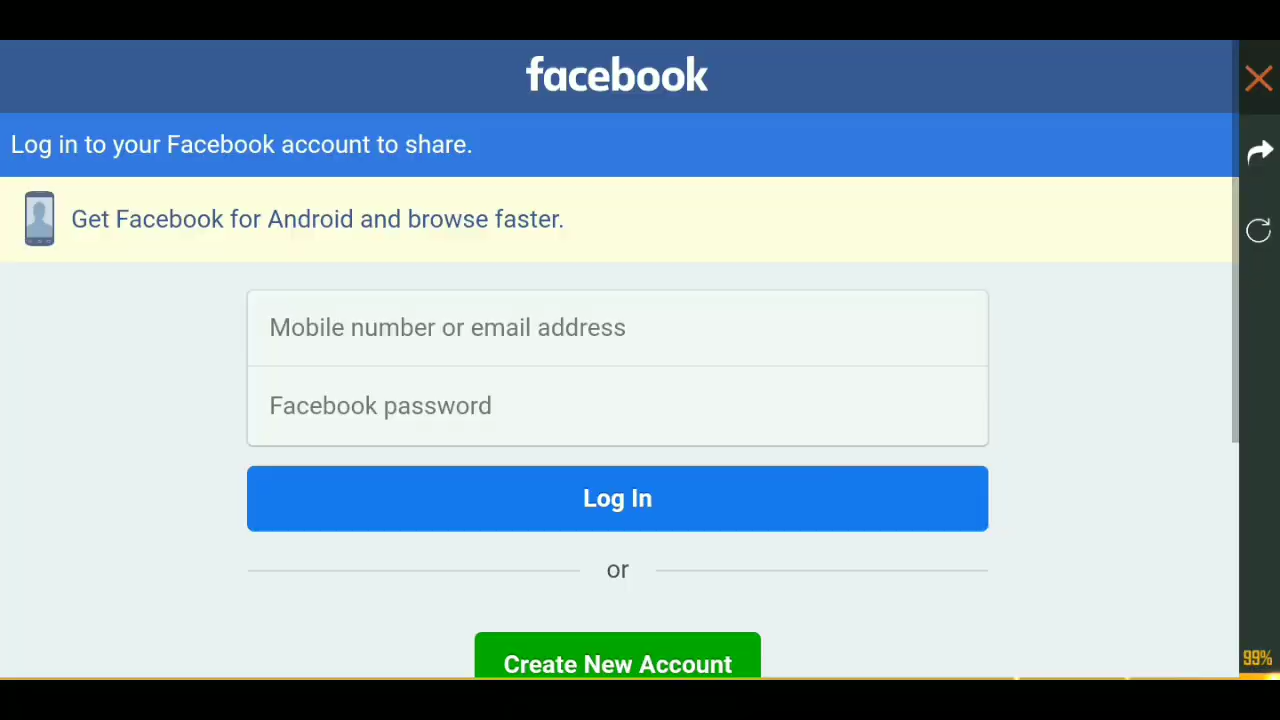 facebook
Log in to your Facebook account to share.
Get Facebook for Android and browse faster.
Mobile number or email address
Facebook password
Log In
or
Create New Account
99%